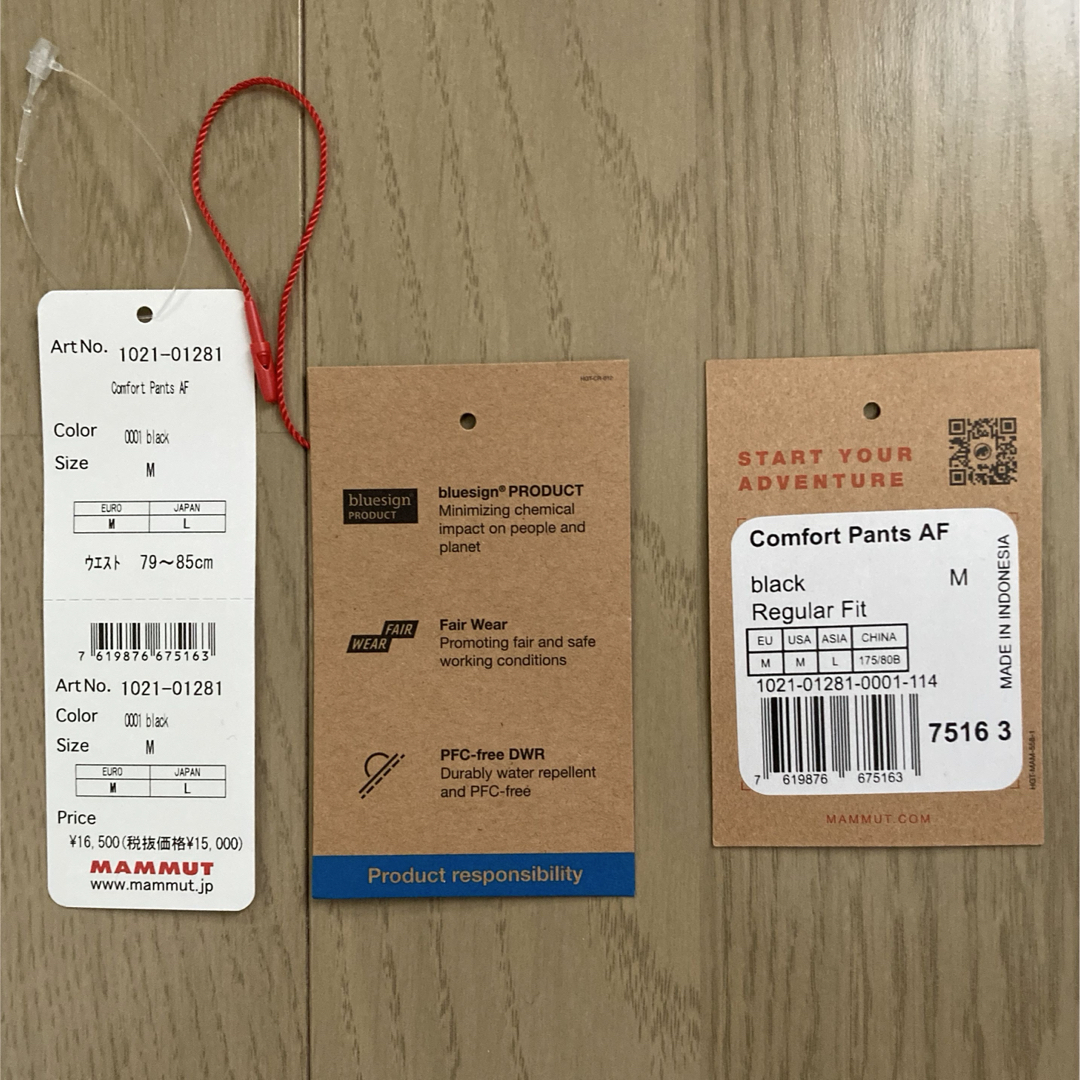 Art No. 1021-01281
Comfort Pants AF
Color 0001 black
Size M
EURO JAPAN
M L
ウエスト 79〜85cm
7 619876 675163
Art No. 1021-01281
Color 0001 black
Size M
EURO JAPAN
M L
Price
¥16,500(税抜価格¥15,000)
MAMMUT
www.mammut.jp
bluesign®
PRODUCT
bluesign® PRODUCT
Minimizing chemical
impact on people and
planet
FAIR
WEAR
Fair Wear
Promoting fair and safe
working conditions
PFC-free DWR
Durably water repellent
and PFC-free
Product responsibility
START YOUR
ADVENTURE
Comfort Pants AF
black M
Regular Fit
EU USA ASIA CHINA
M M L 175/80B
1021-01281-0001-114
7516 3
7 619876 675163
MADE IN INDONESIA
MAMMUT.COM